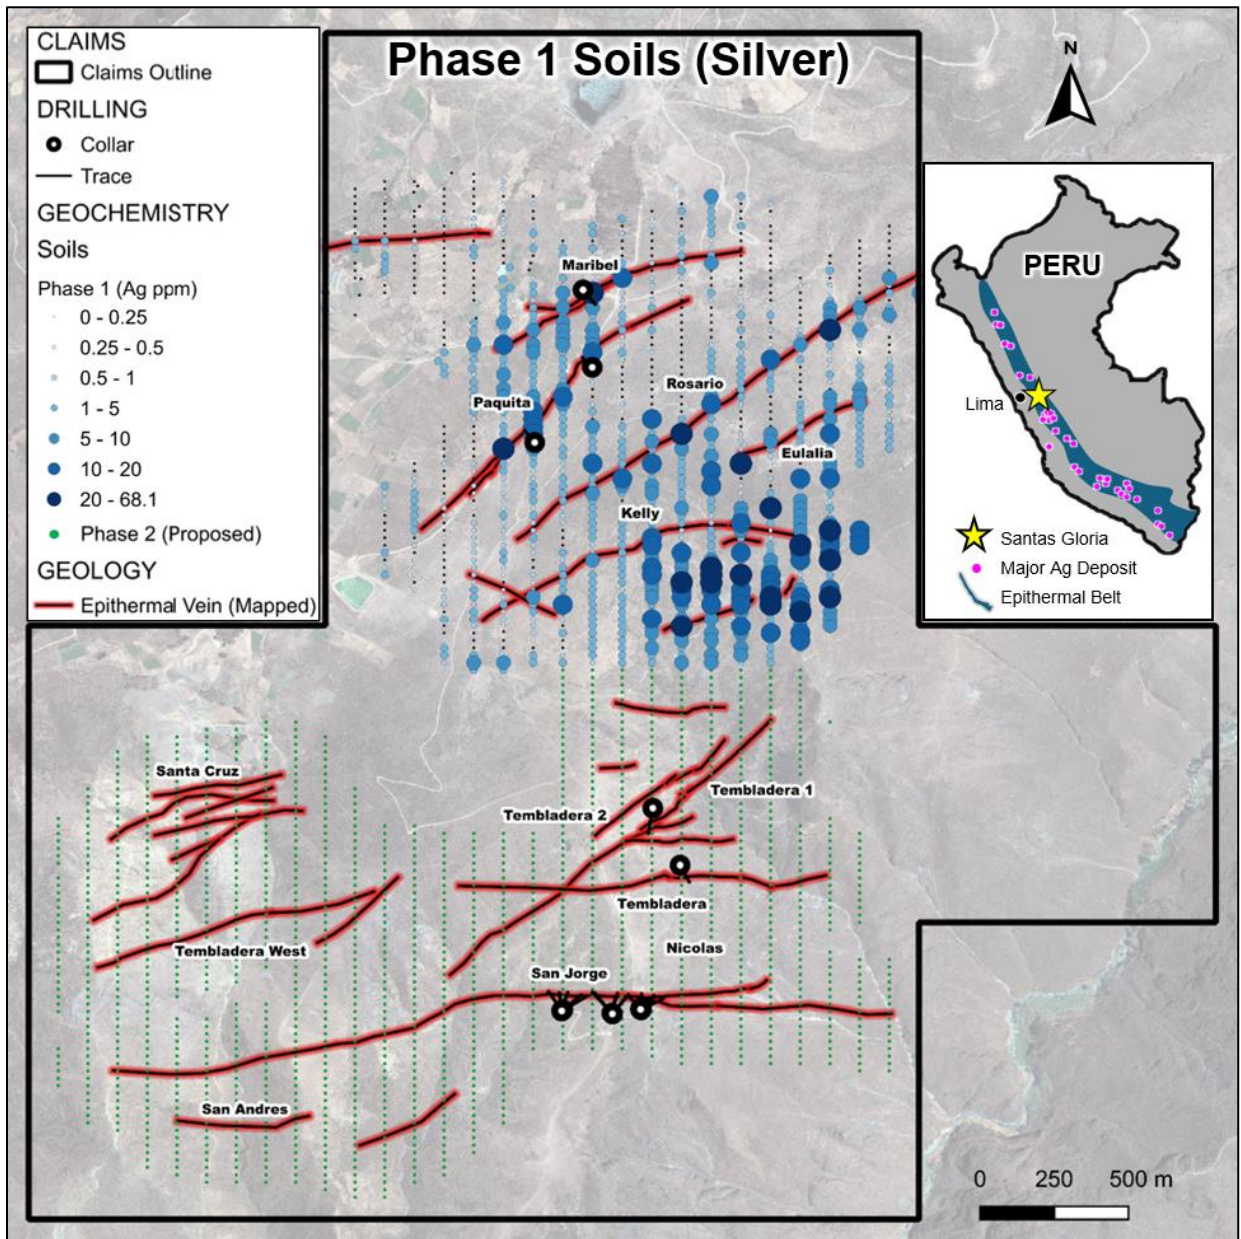 Phase 1 Soils (Silver)
CLAIMS
Claims Outline
DRILLING
Collar
Trace
GEOCHEMISTRY
Soils
Phase 1 (Ag ppm)
0 - 0.25
0.25 - 0.5
0.5 - 1
1 - 5
5 - 10
10 - 20
20 - 68.1
Phase 2 (Proposed)
GEOLOGY
Epithermal Vein (Mapped)
N
PERU
Lima
Santas Gloria
Major Ag Deposit
Epithermal Belt
Maribel
Rosario
Paquita
Eulalia
Kelly
Santa Cruz
Tembladera 1
Tembladera 2
Tembladera
Tembladera West
Nicolas
San Jorge
San Andres
0 250 500 m